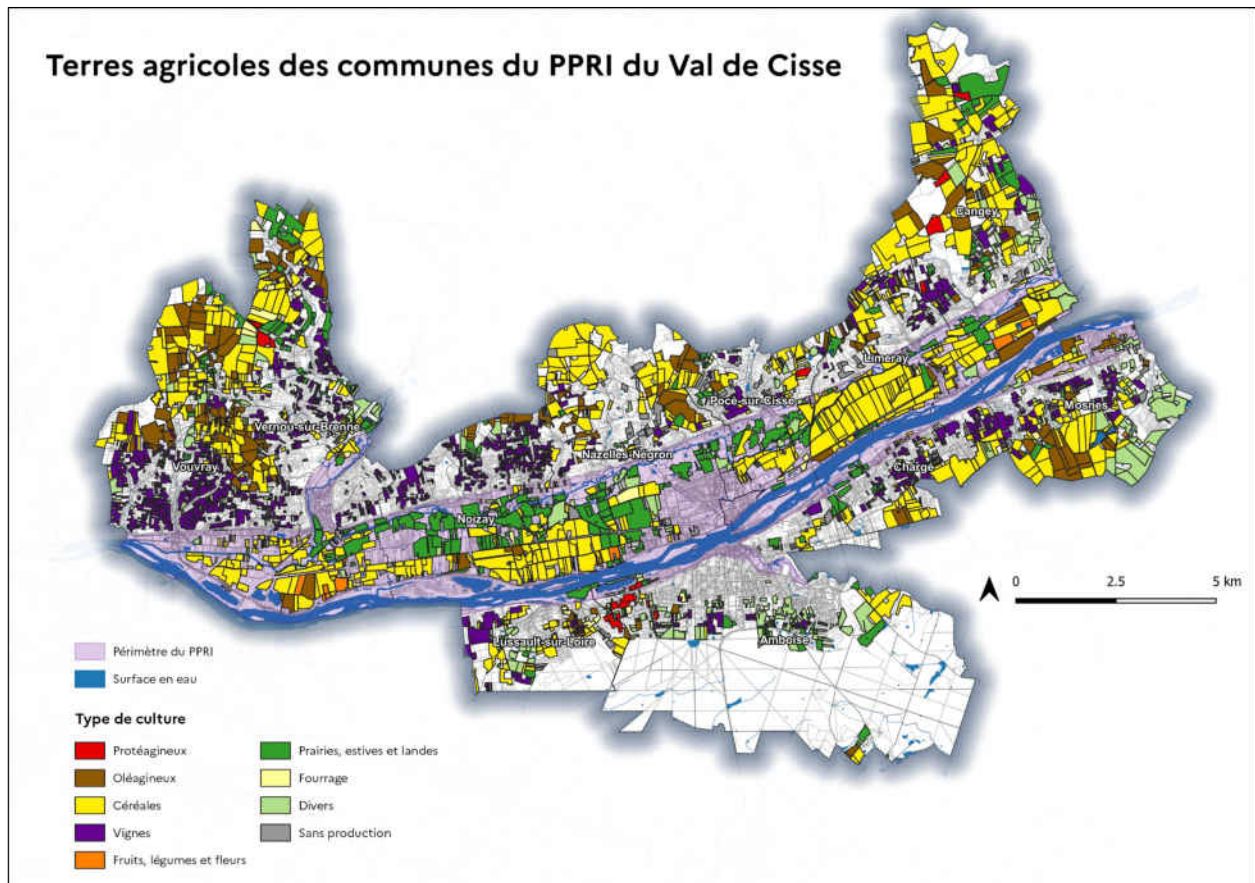 Terres agricoles des communes du PPRI du Val de Cisse
Cangey
Limeray
Pocé-sur-Cisse
Mosnes
Vernou-sur-Brenne
Nazelles-Négron
Vouvray
Chargé
Noizay
0 2.5 5 km
Lussault-sur-Loire
Amboise
Périmètre du PPRI
Surface en eau
Type de culture
Protéagineux
Oléagineux
Céréales
Vignes
Fruits, légumes et fleurs
Prairies, estives et landes
Fourrage
Divers
Sans production